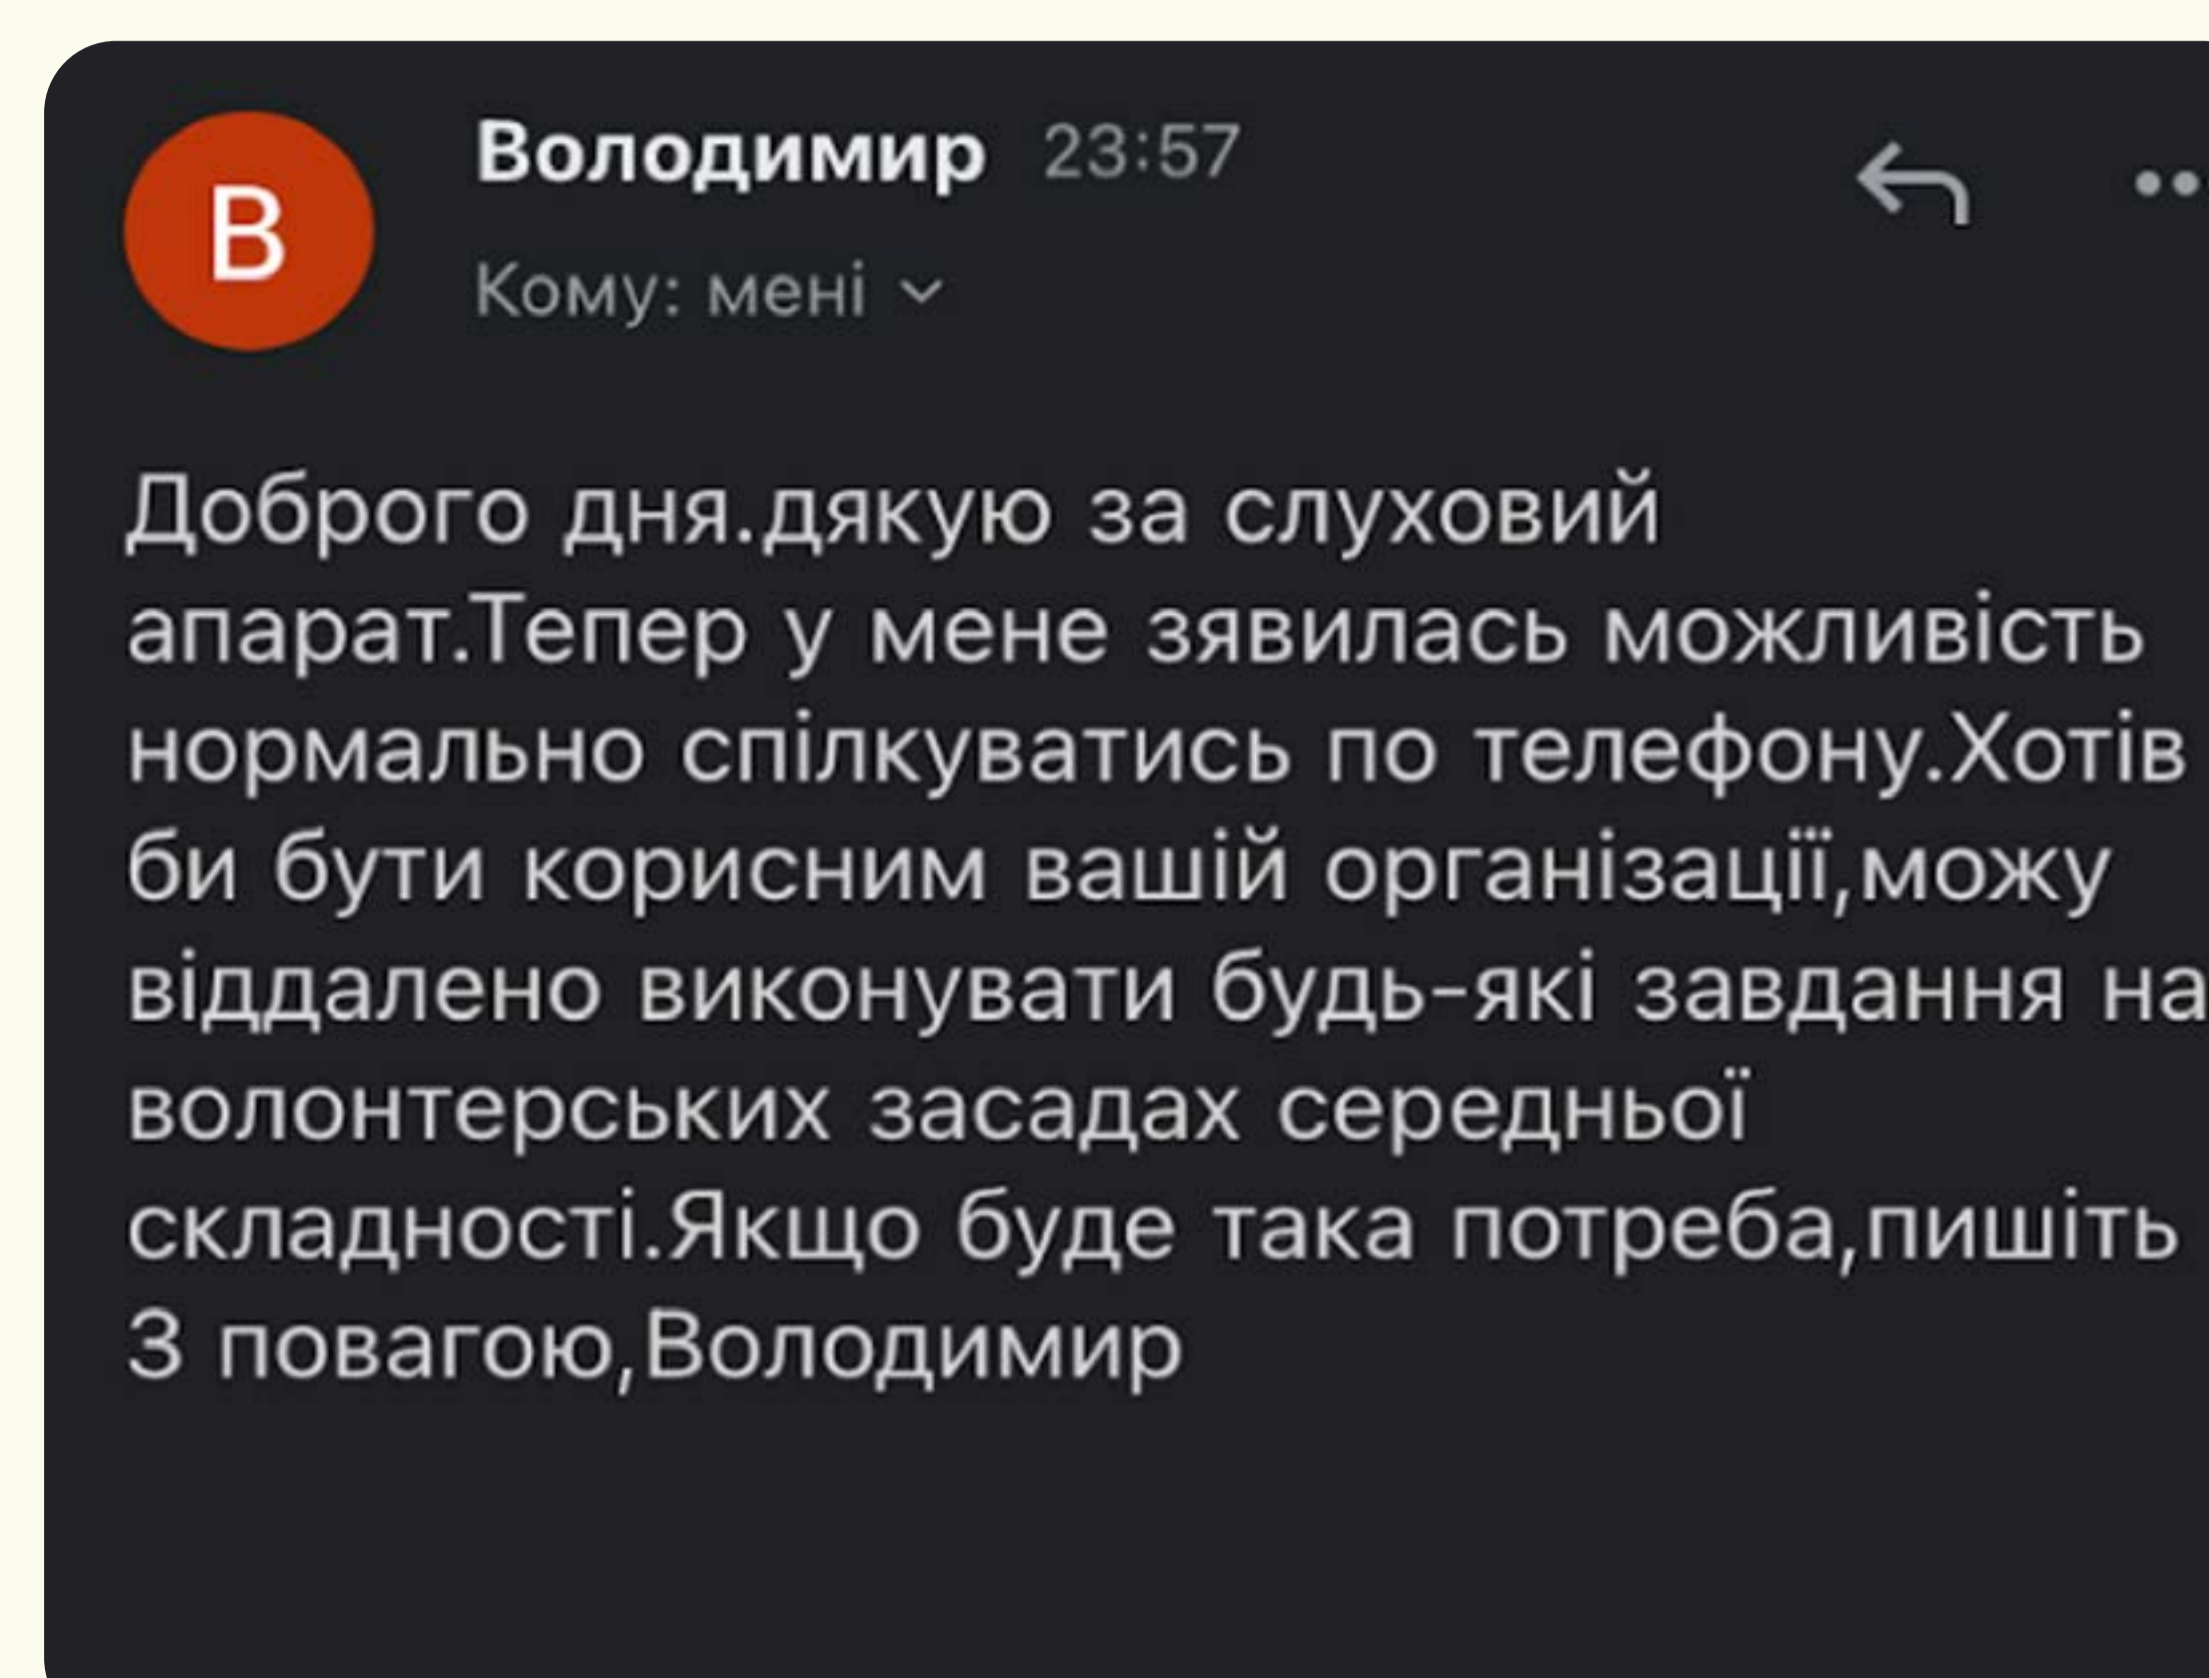 В
Володимир 23:57
Кому: мені
Доброго дня.дякую за слуховий
апарат.Тепер у мене зявилась можливість
нормально спілкуватись по телефону.Хотів
би бути корисним вашій організації,можу
віддалено виконувати будь-які завдання на
волонтерських засадах середньої
складності.Якщо буде така потреба,пишіть
З повагою,Володимир